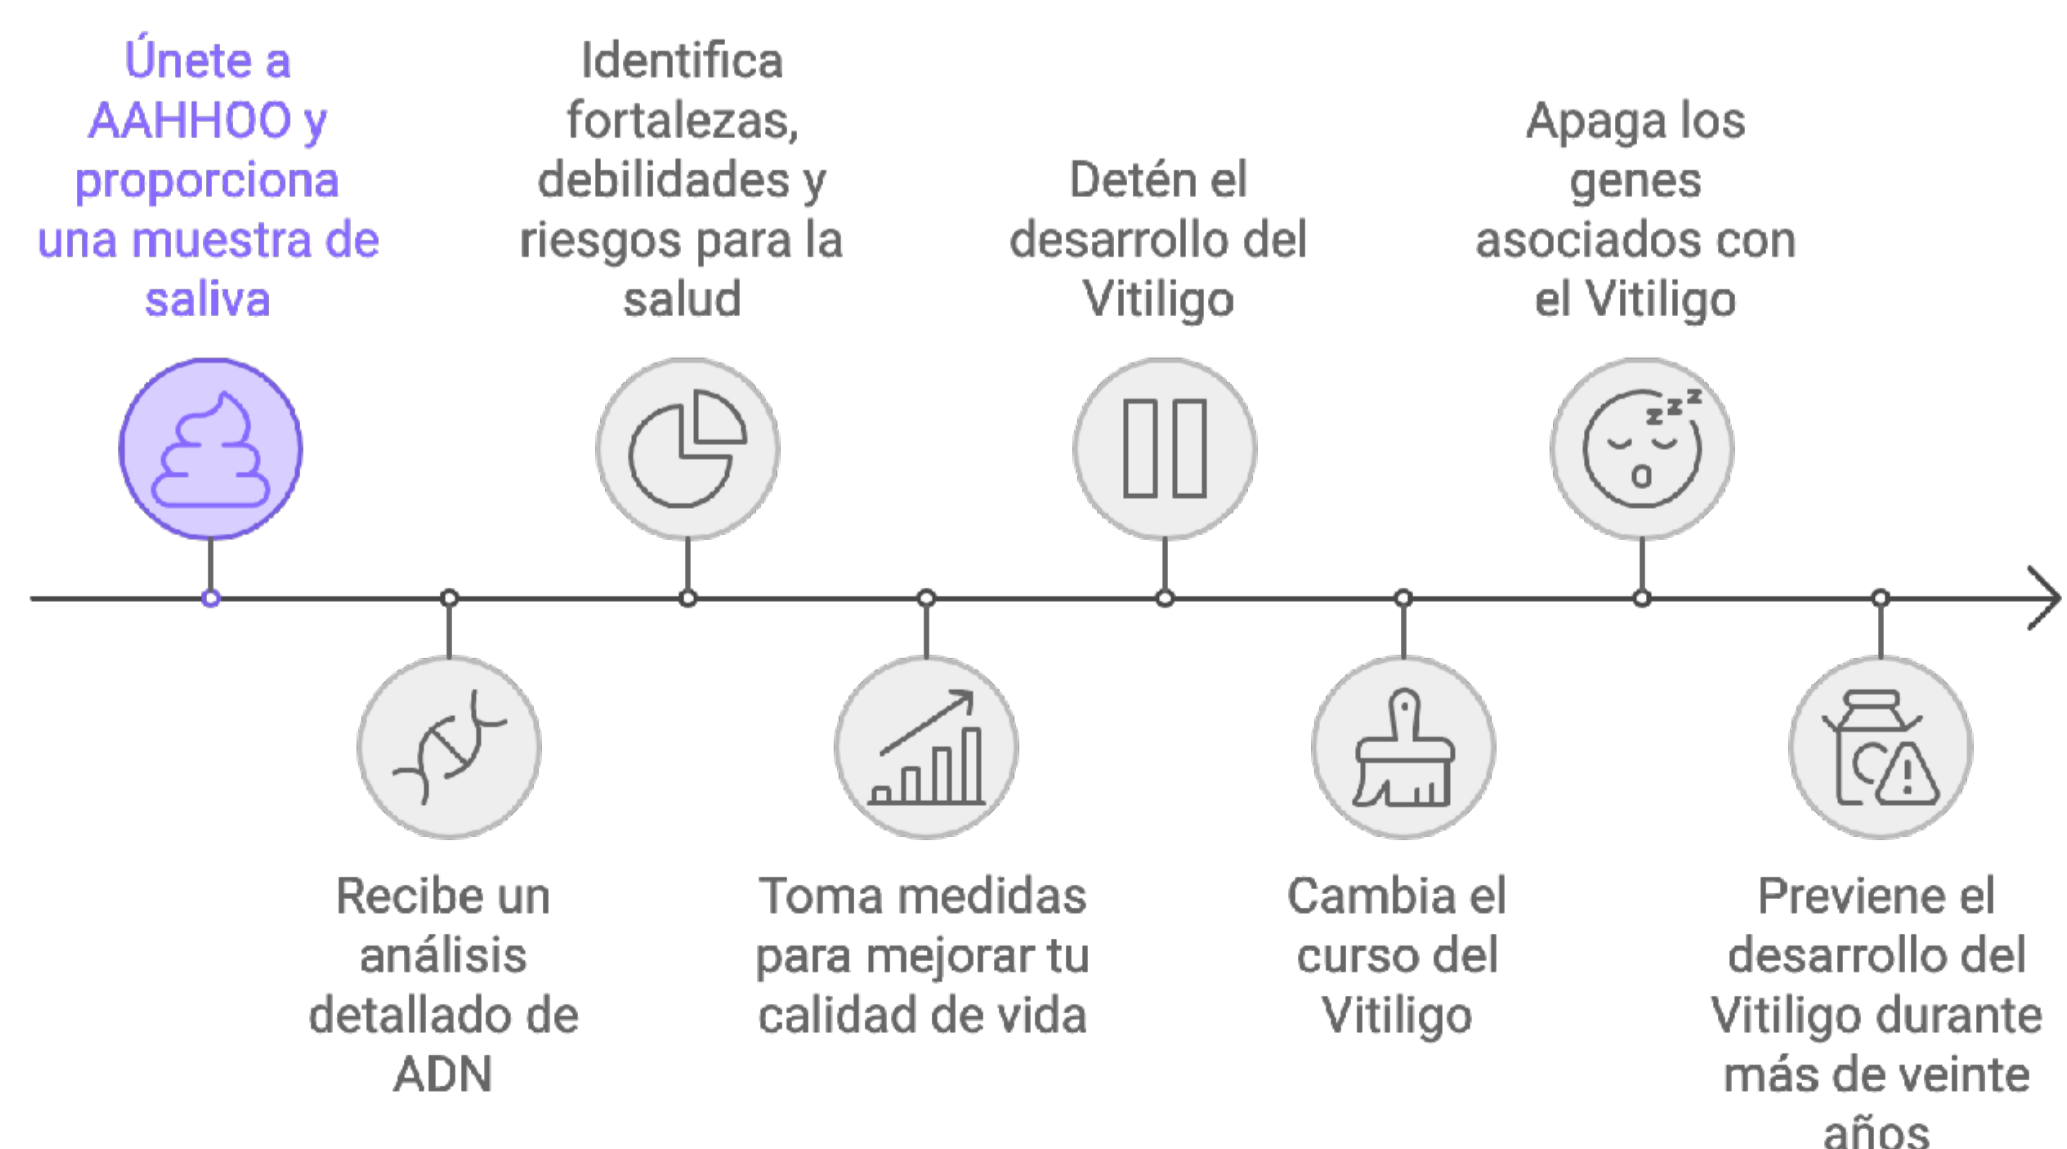 Únete a
AAHHOO y
proporciona
una muestra de
saliva
Recibe un
análisis
detallado de
ADN
Identifica
fortalezas,
debilidades y
riesgos para la
salud
Toma medidas
para mejorar tu
calidad de vida
Detén el
desarrollo del
Vitiligo
Cambia el
curso del
Vitiligo
Apaga los
genes
asociados con
el Vitiligo
z z z
Previene el
desarrollo del
Vitiligo durante
más de veinte
años